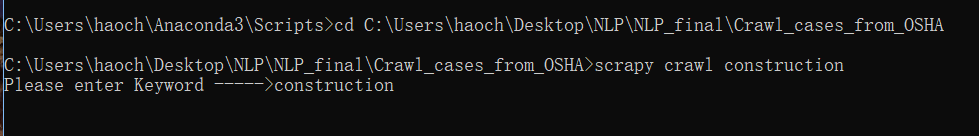 C:\Users\haoch\Anaconda3\Scripts>cd C:\Users\haoch\Desktop\NLP\NLP_final\Crawl_cases_from_OSHA
C:\Users\haoch\Desktop\NLP\NLP_final\Crawl_cases_from_OSHA>scrapy crawl construction
Please enter Keyword ----->construction